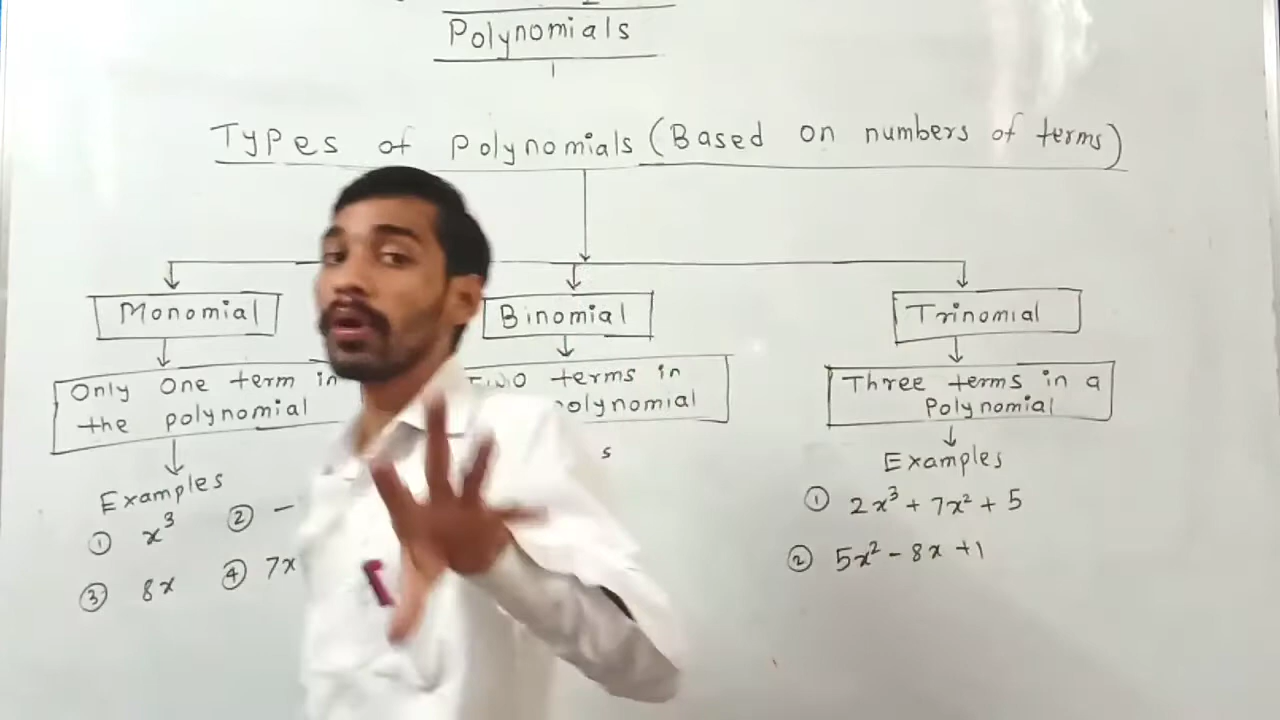 Polynomials
Types of Polynomials (Based on numbers of terms)
Monomial
Only One term in
the polynomial
Examples
① x³ ② -
③ 8x ④ 7x
Binomial
terms in
s
Trinomial
Three terms in a
Polynomial
Examples
① 2x³ + 7x² + 5
② 5x² - 8x + 1